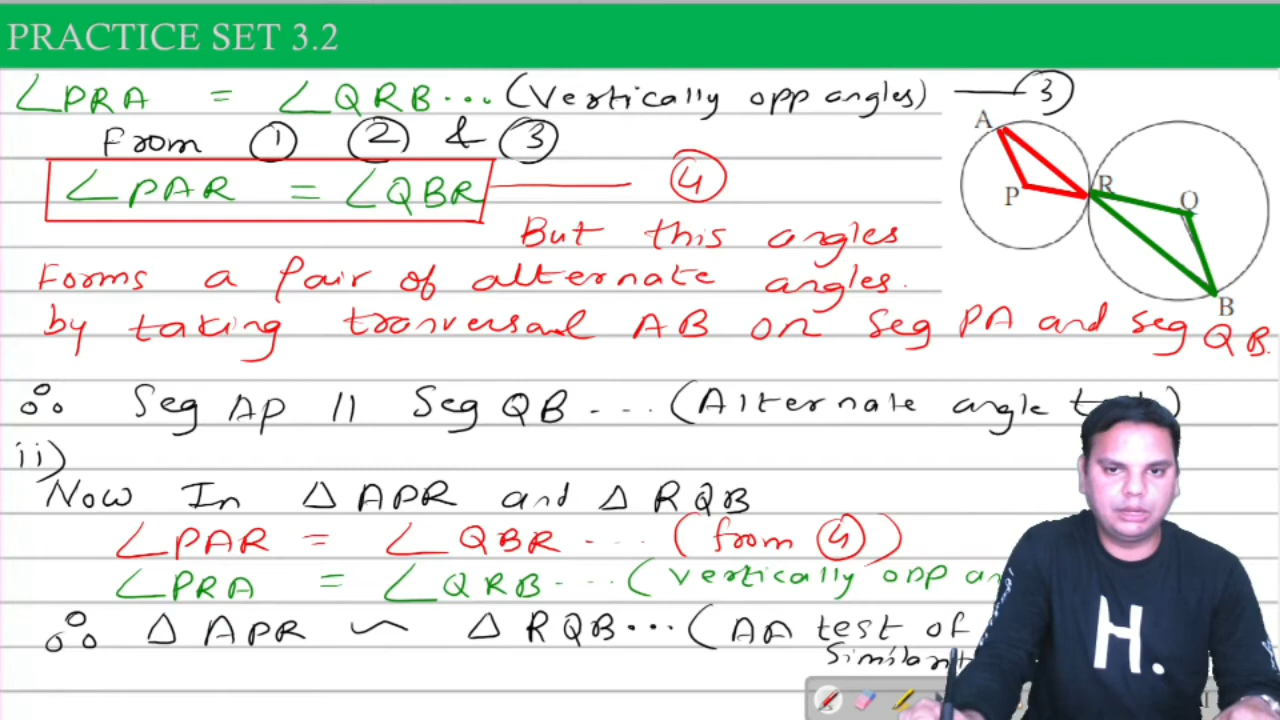 PRACTICE SET 3.2
∠PRA = ∠QRB... (Vertically opp angles) — 3
From 1 2 & 3
∠PAR = ∠QBR — 4
But this angles
Forms a pair of alternate angles.
by taking tranversal AB on seg PA and seg QB.
∴ Seg AP || Seg QB ... (Alternate angle
ii)
Now In △ APR and △ RQB
∠PAR = ∠QBR ... (from 4)
∠PRA = ∠QRB ... (Vertically opp
∴ △ APR ~ △ RQB... (AA test of
A
P
R
Q
B
H.